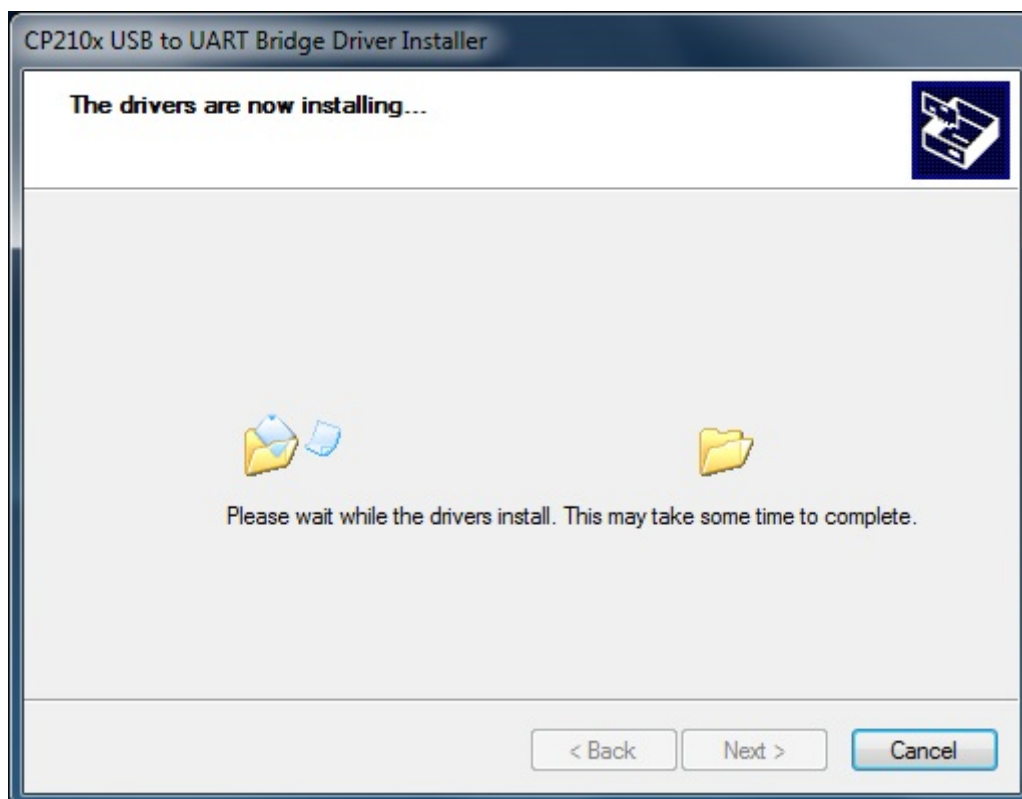 CP210x USB to UART Bridge Driver Installer
The drivers are now installing...
Please wait while the drivers install. This may take some time to complete.
< Back Next > Cancel